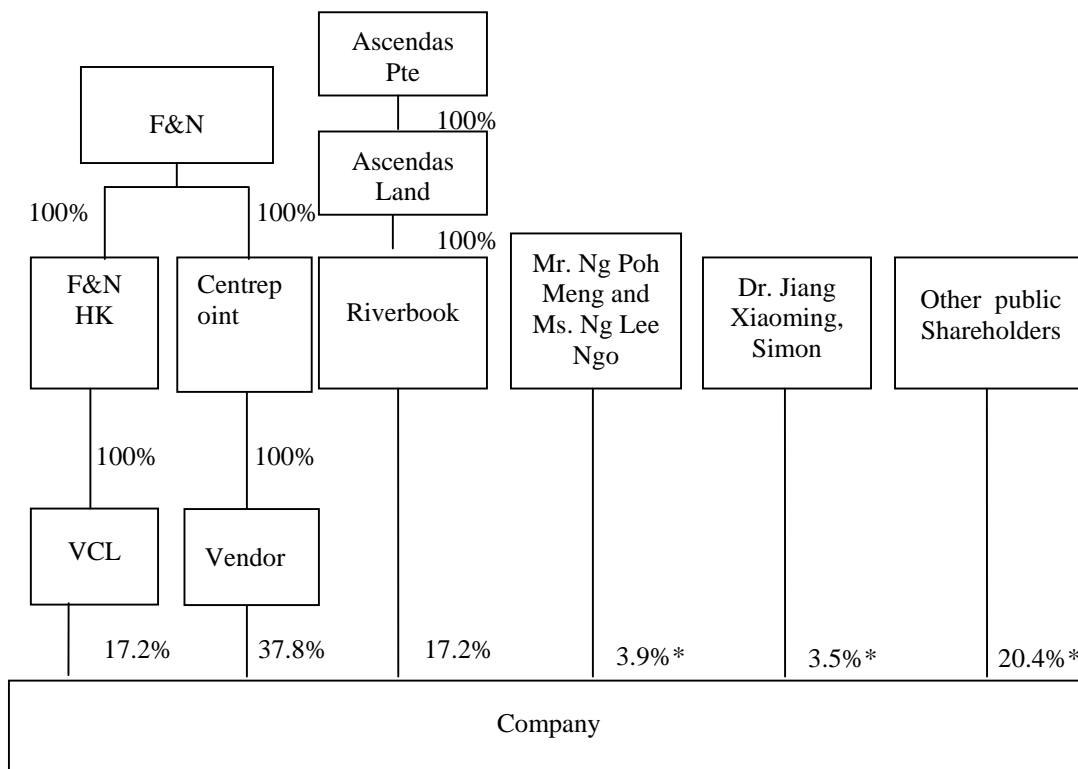 Ascendas
Pte
F&N
100%
Ascendas
Land
100%
100%
100%
F&N
HK
Centrep
oint
Riverbook
Mr. Ng Poh
Meng and
Ms. Ng Lee
Ngo
Dr. Jiang
Xiaoming,
Simon
Other public
Shareholders
100%
100%
VCL
Vendor
17.2%
37.8%
17.2%
3.9%*
3.5%*
20.4%*
Company